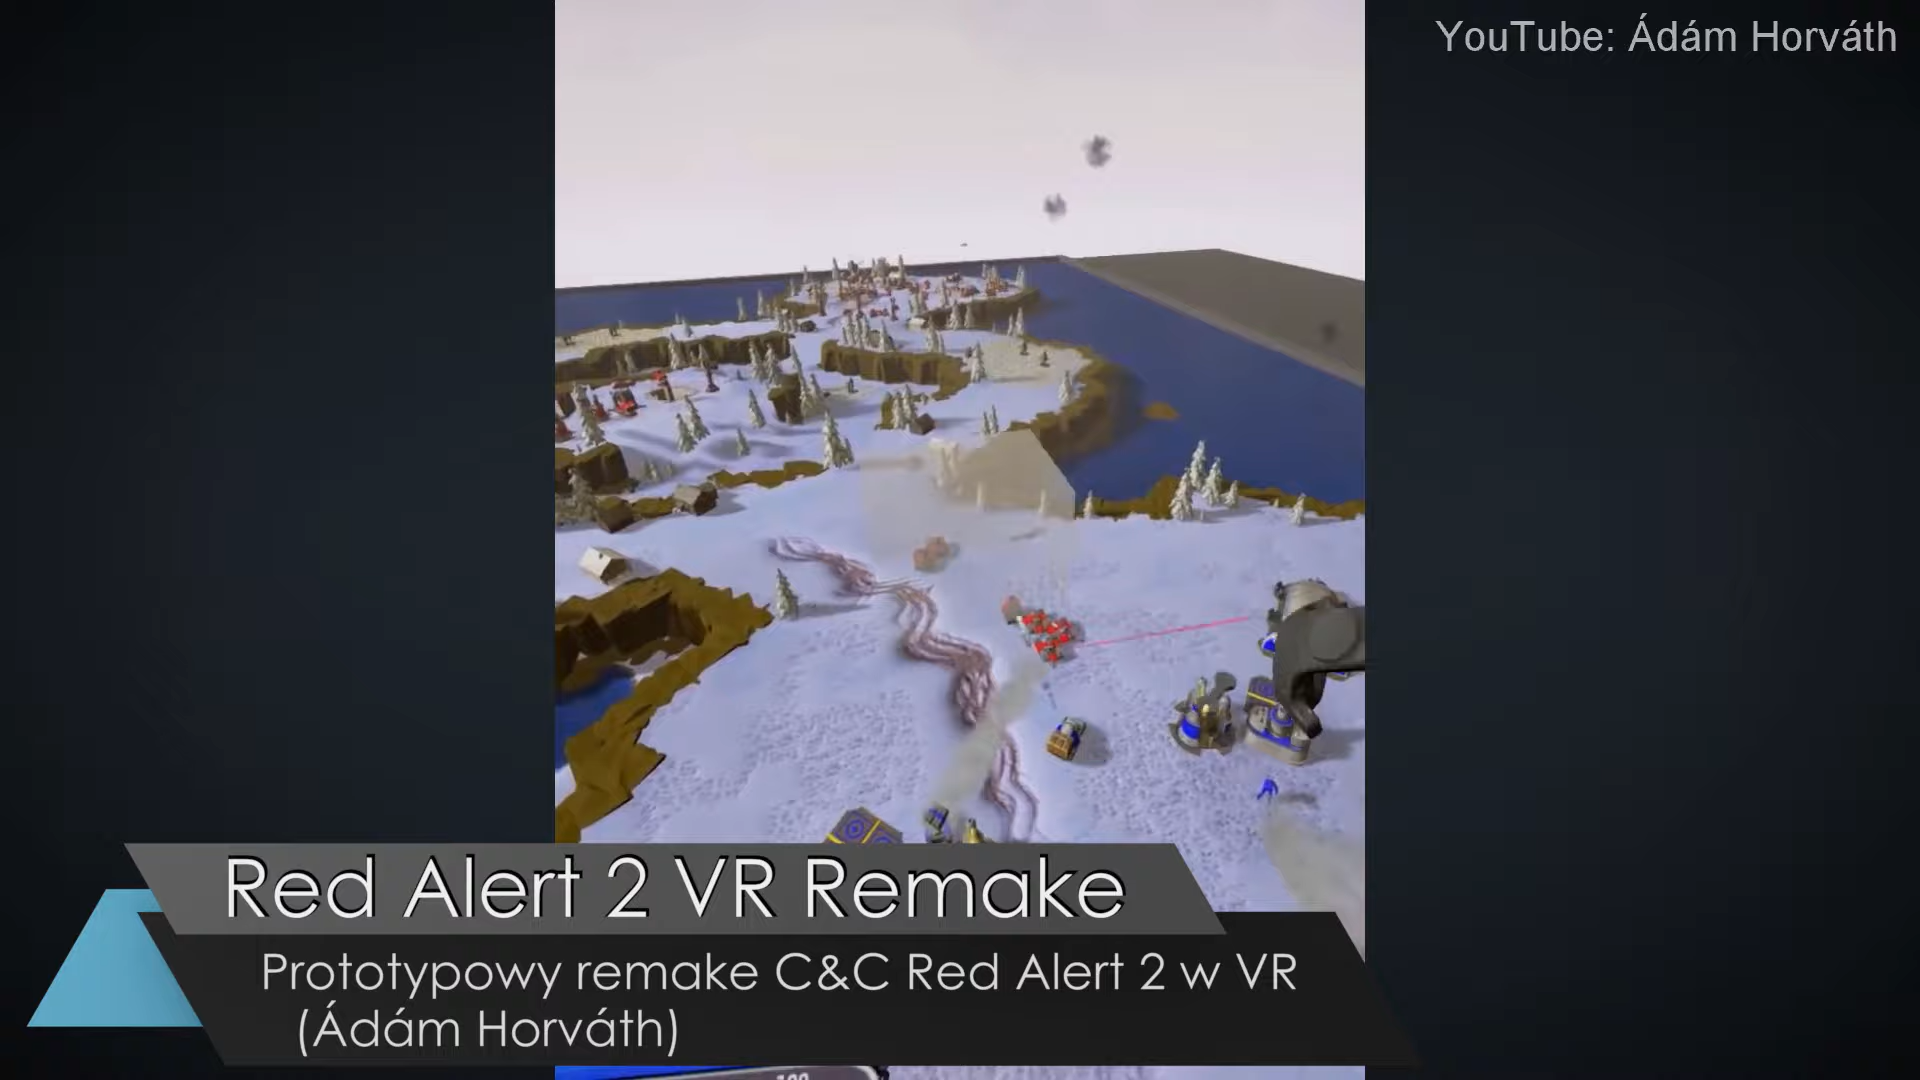 YouTube: Ádám Horváth
Red Alert 2 VR Remake
Prototypowy remake C&C Red Alert 2 w VR
(Ádám Horváth)